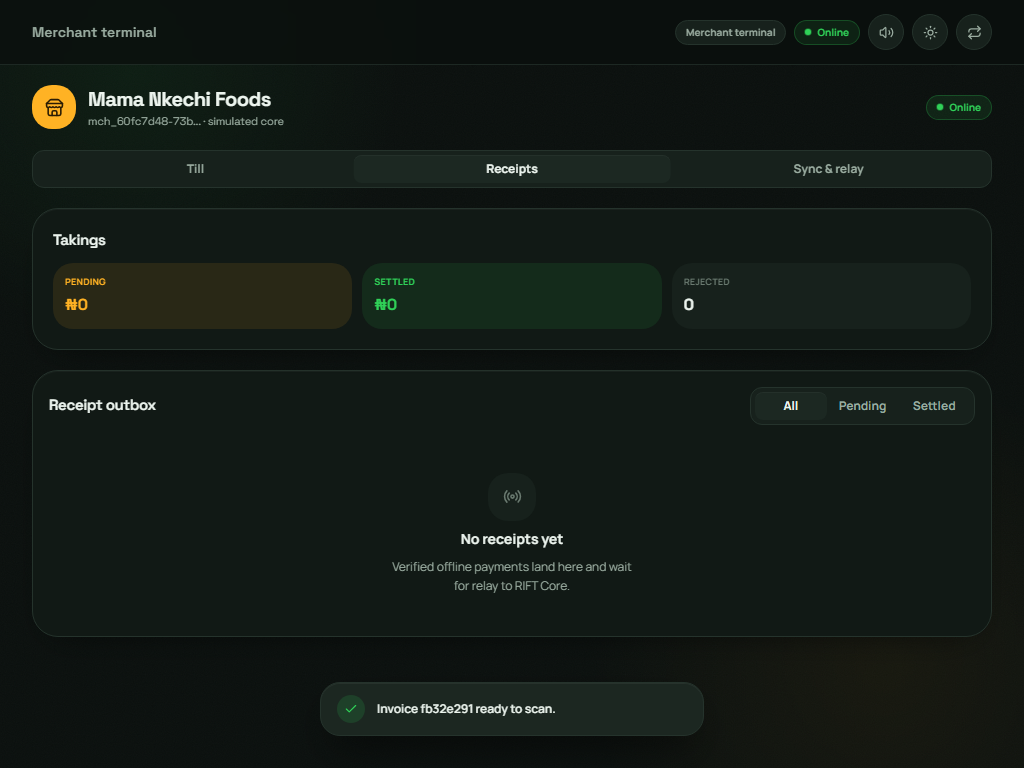 Merchant terminal
Merchant terminal
Online
Mama Nkechi Foods
mch_60fc7d48-73b… · simulated core
Online
Till
Receipts
Sync & relay
Takings
PENDING
₦0
SETTLED
₦0
REJECTED
0
Receipt outbox
All
Pending
Settled
No receipts yet
Verified offline payments land here and wait
for relay to RIFT Core.
Invoice fb32e291 ready to scan.